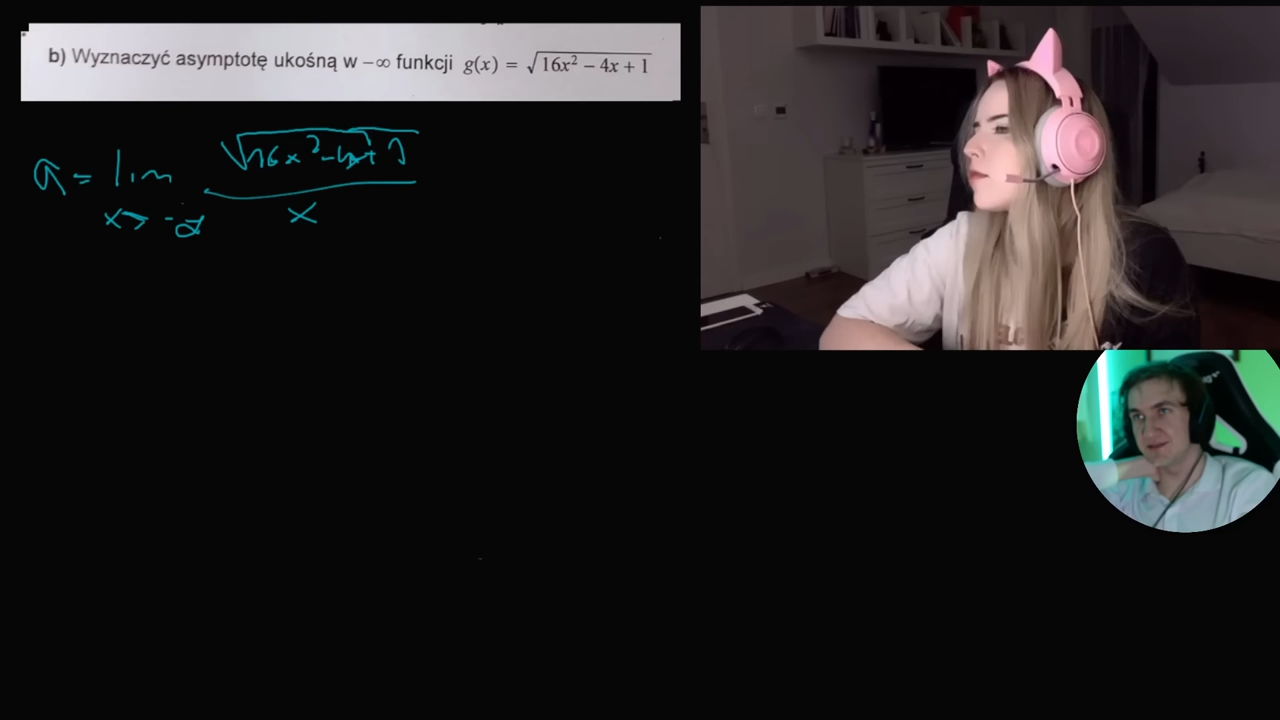 b) Wyznaczyć asymptotę ukośną w −∞ funkcji g(x) = √(16x² − 4x + 1)
a = lim x→-∞ √(16x²-4x+1) / x